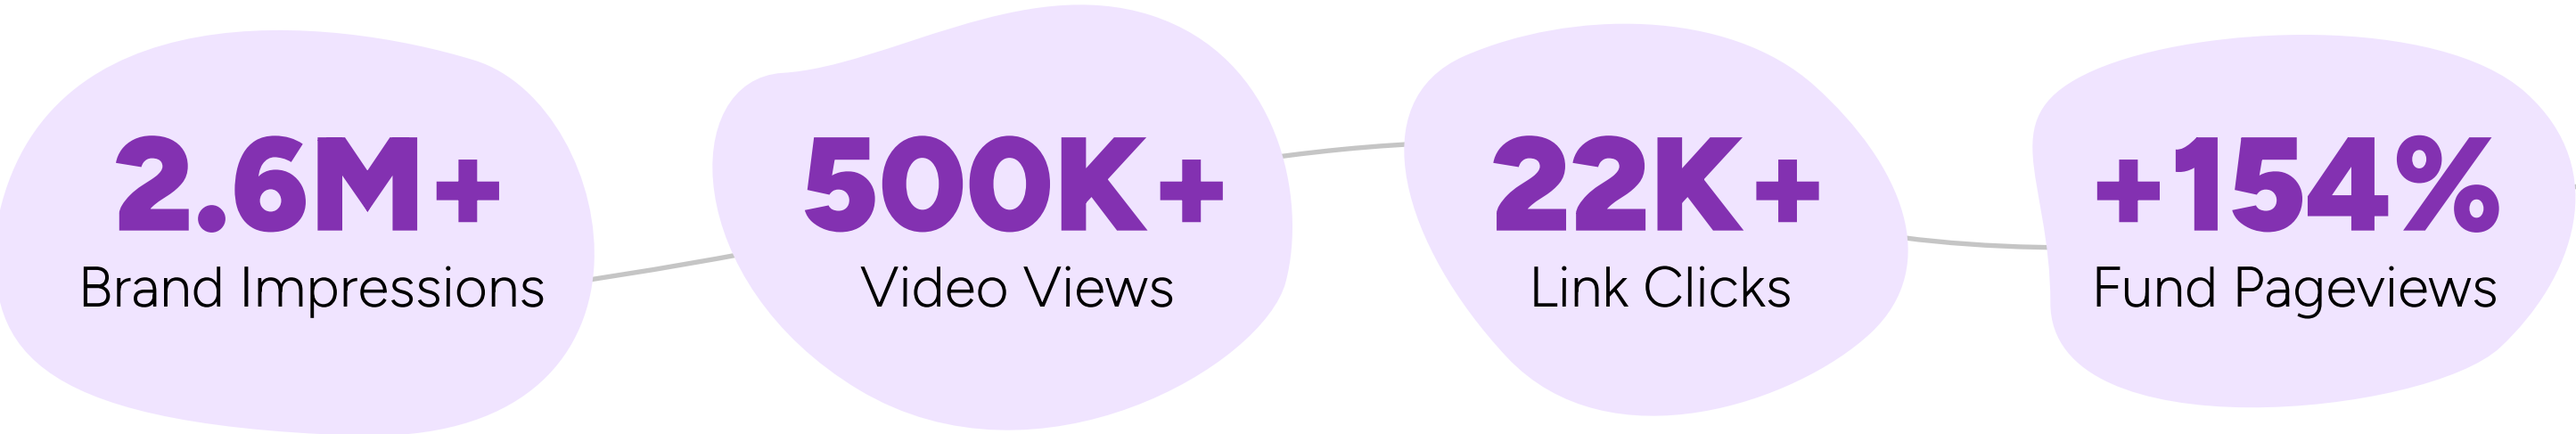 2.6M+
Brand Impressions
500K+
Video Views
22K+
Link Clicks
+154%
Fund Pageviews